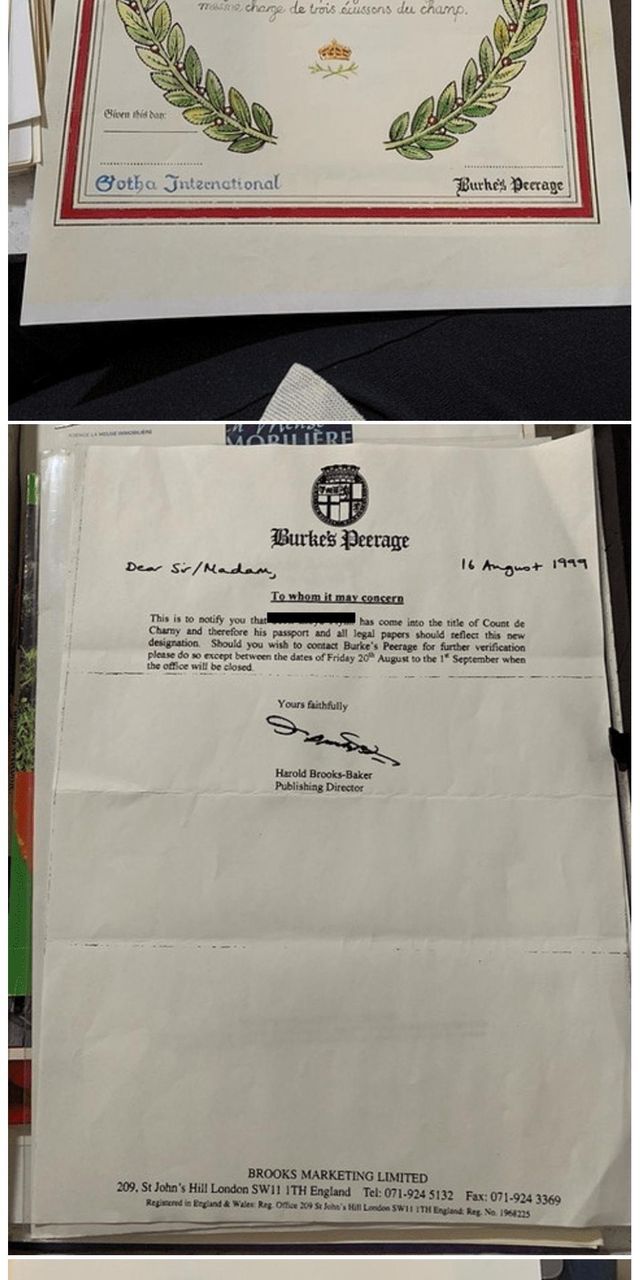 mesme charge de trois écussons du champ.
Given this day:
Gotha International
Burke's Peerage
AGENCE LA MEUSE IMMOBILIERE
MOBILIÈRE
Burke's Peerage
Dear Sir/Madam,
16 August 1999
To whom it may concern
This is to notify you that has come into the title of Count de
Charny and therefore his passport and all legal papers should reflect this new
designation. Should you wish to contact Burke's Peerage for further verification
please do so except between the dates of Friday 20th August to the 1st September when
the office will be closed.
Yours faithfully
Harold Brooks-Baker
Publishing Director
BROOKS MARKETING LIMITED
209, St John's Hill London SW11 1TH England Tel: 071-924 5132 Fax: 071-924 3369
Registered in England & Wales: Reg. Office 209 St John's Hill London SW11 1TH England: Reg. No. 1968225